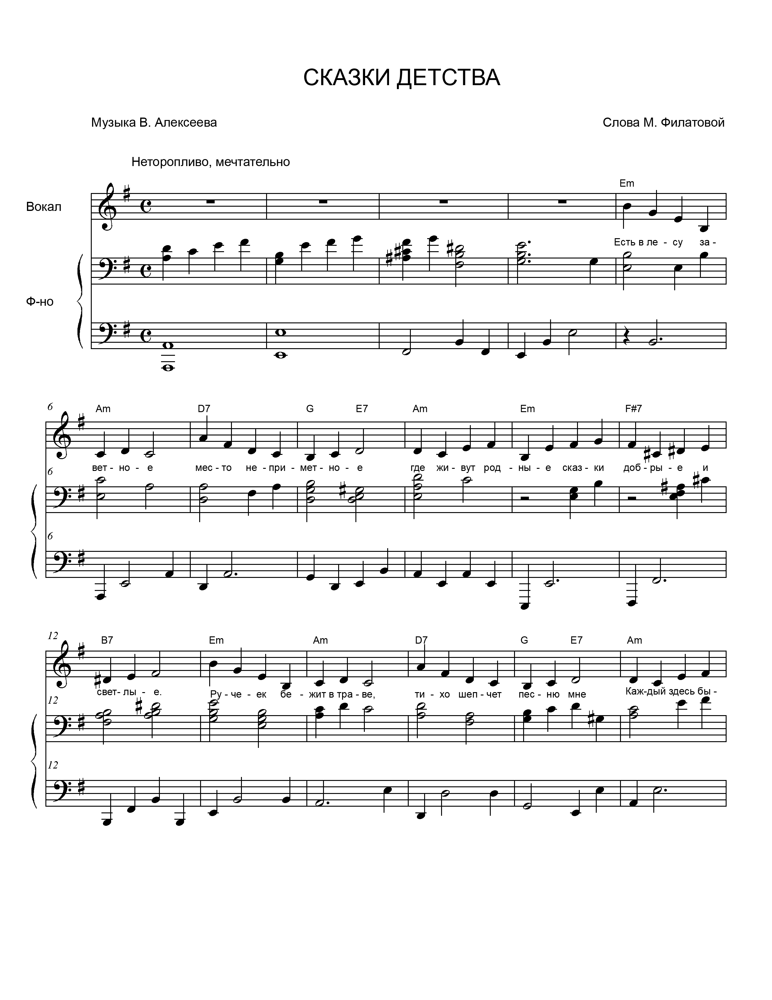 СКАЗКИ ДЕТСТВА
Музыка В. Алексеева
Слова М. Филатовой
Неторопливо, мечтательно
Em
Вокал
Есть в ле - су за -
Ф-но
6 Am D7 G E7 Am Em F#7
вет - но - е мес - то не - при - мет - но - е где жи - вут род - ны - е сказ - ки доб - ры - е и
6
6
12 B7 Em Am D7 G E7 Am
свет- лы - е. Ру - че - ек бе - жит в тра - ве, ти - хо шеп - чет пес - ню мне Каж-дый здесь бы -
12
12